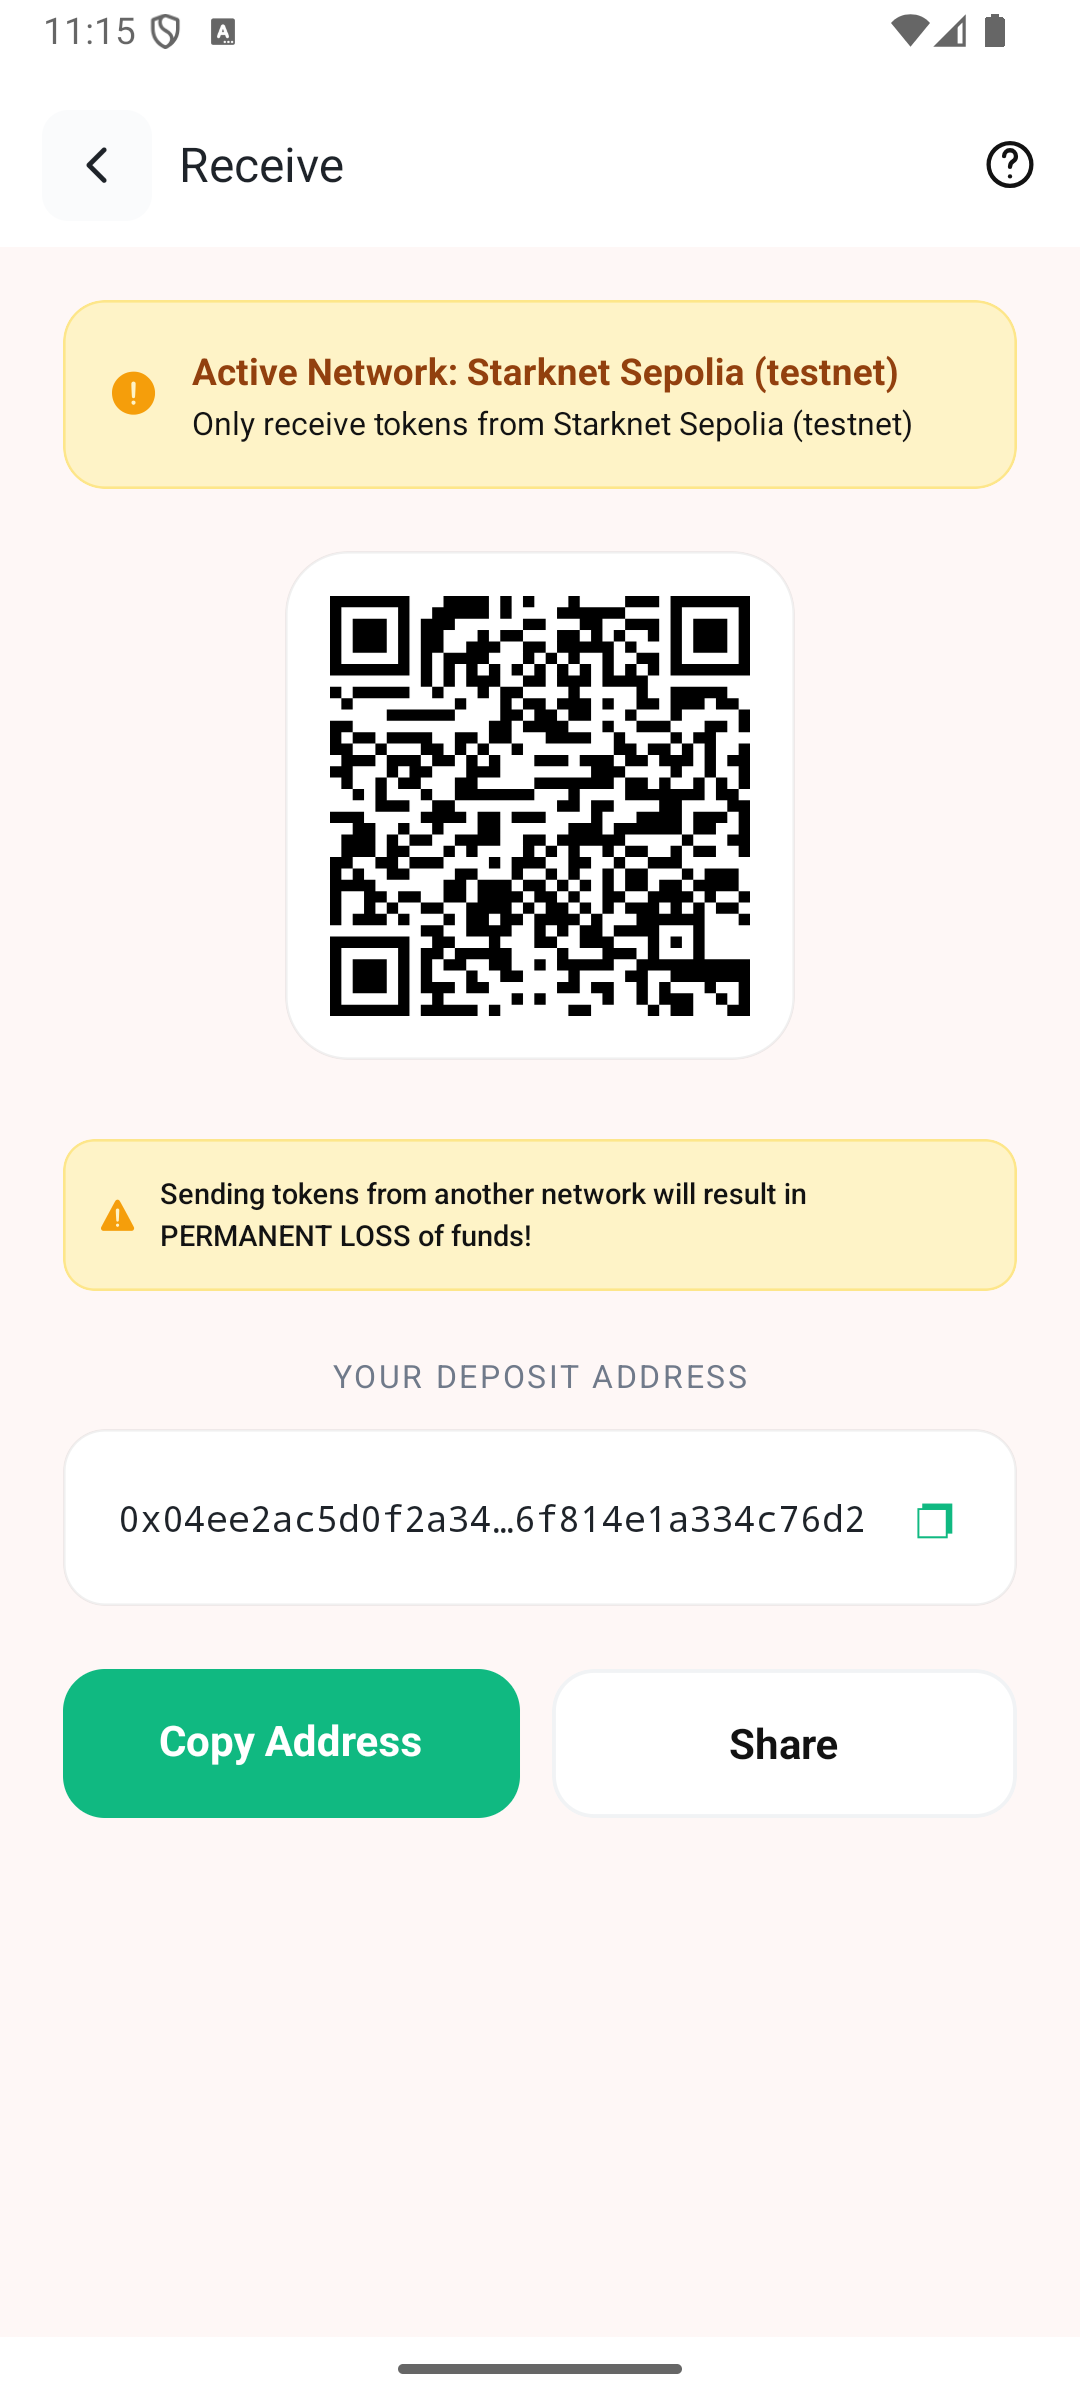 11:15
Receive
Active Network: Starknet Sepolia (testnet)
Only receive tokens from Starknet Sepolia (testnet)
Sending tokens from another network will result in
PERMANENT LOSS of funds!
YOUR DEPOSIT ADDRESS
0x04ee2ac5d0f2a34…6f814e1a334c76d2
Copy Address
Share